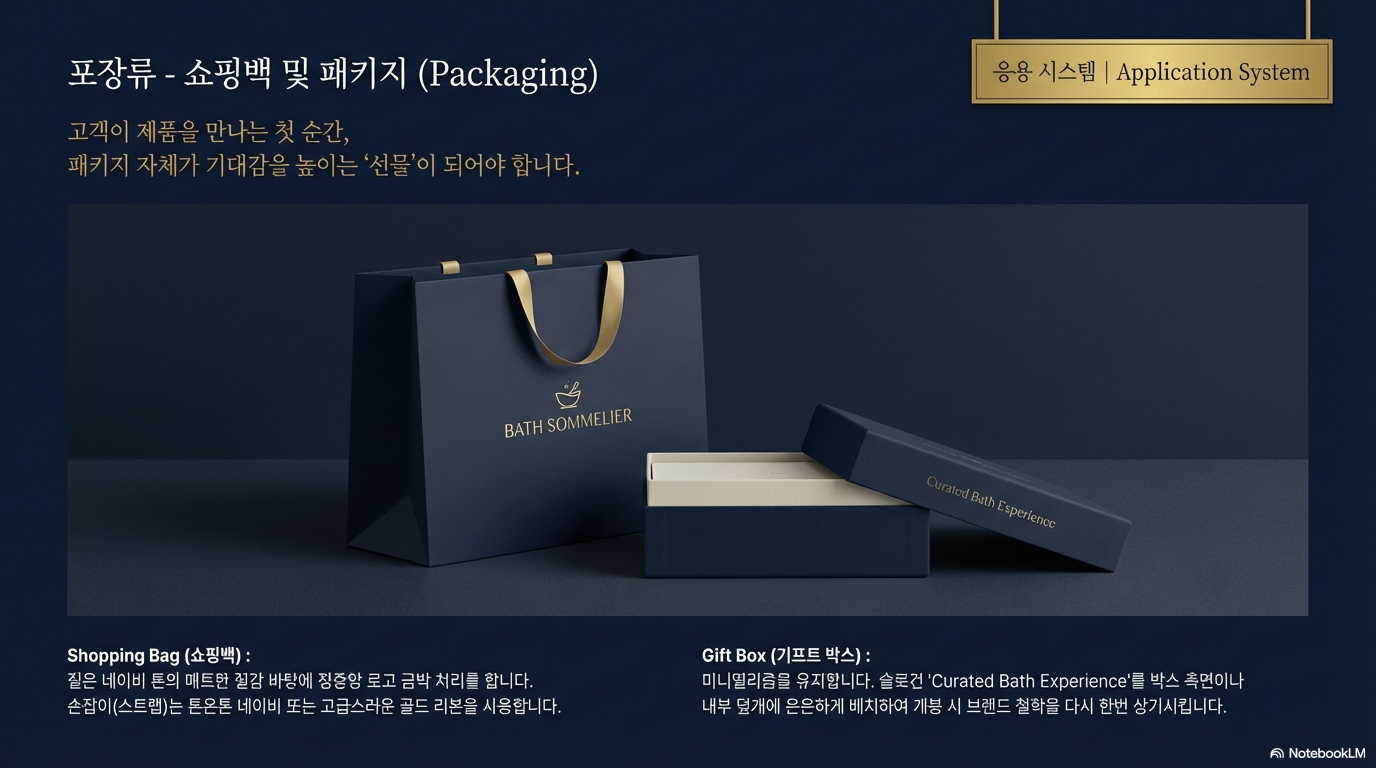 포장류 - 쇼핑백 및 패키지 (Packaging)
응용 시스템 | Application System
고객이 제품을 만나는 첫 순간,
패키지 자체가 기대감을 높이는 ‘선물’이 되어야 합니다.
BATH SOMMELIER
Curated Bath Experience
Shopping Bag (쇼핑백) :
짙은 네이비 톤의 매트한 질감 바탕에 정중앙 로고 금박 처리를 합니다.
손잡이(스트랩)는 톤온톤 네이비 또는 고급스러운 골드 리본을 사용합니다.
Gift Box (기프트 박스) :
미니멀리즘을 유지합니다. 슬로건 'Curated Bath Experience'를 박스 측면이나
내부 덮개에 은은하게 배치하여 개봉 시 브랜드 철학을 다시 한번 상기시킵니다.
NotebookLM